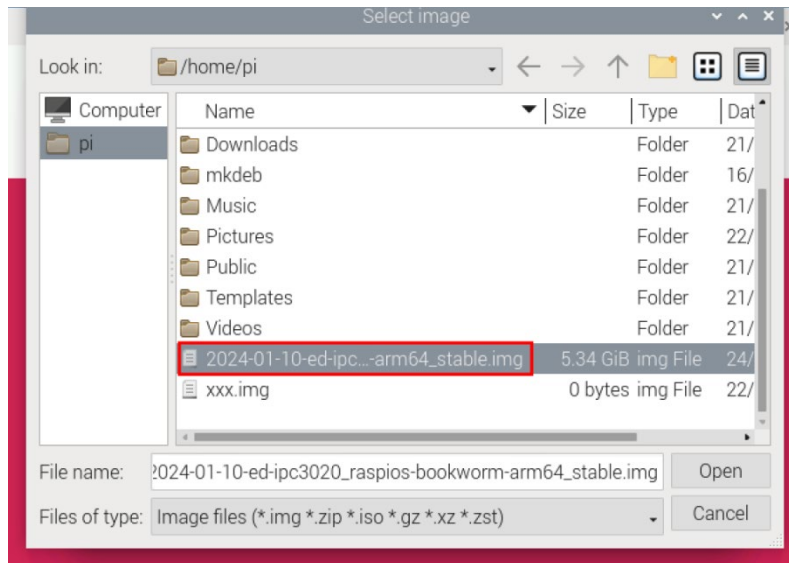 Select image
Look in: /home/pi
Computer
pi
Name Size Type Dat
Downloads Folder 21/
mkdeb Folder 16/
Music Folder 21/
Pictures Folder 22/
Public Folder 21/
Templates Folder 21/
Videos Folder 21/
2024-01-10-ed-ipc...-arm64_stable.img 5.34 GiB img File 24/
xxx.img 0 bytes img File 22/
File name: 2024-01-10-ed-ipc3020_raspios-bookworm-arm64_stable.img Open
Files of type: Image files (*.img *.zip *.iso *.gz *.xz *.zst) Cancel